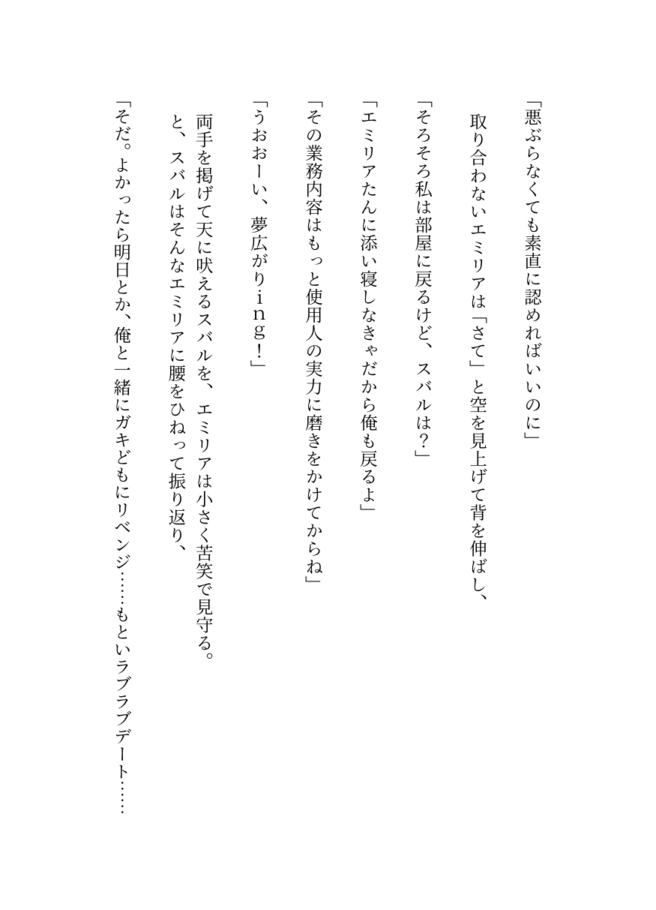 「悪ぶらなくても素直に認めればいいのに」
　取り合わないエミリアは「さて」と空を見上げて背を伸ばし、
「そろそろ私は部屋に戻るけど、スバルは？」
「エミリアたんに添い寝しなきゃだから俺も戻るよ」
「その業務内容はもっと使用人の実力に磨きをかけてからね」
「うおおーい、夢広がりｉｎｇ！」
　両手を掲げて天に吠えるスバルを、エミリアは小さく苦笑で見守る。
　と、スバルはそんなエミリアに腰をひねって振り返り、
「そだ。よかったら明日とか、俺と一緒にガキどもにリベンジ……もといラブラブデート……